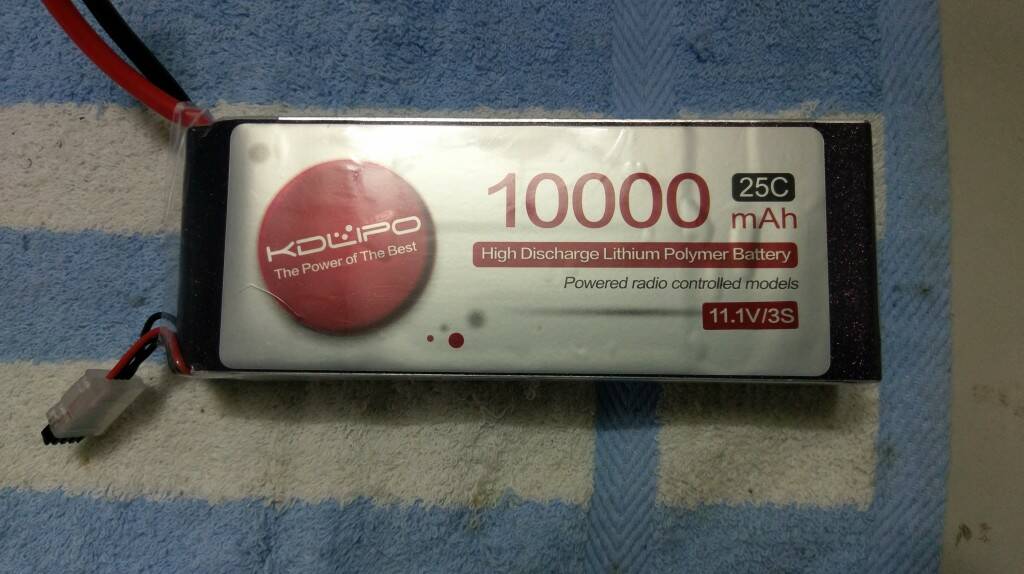 KDLIPO
The Power of The Best
10000 mAh
25C
High Discharge Lithium Polymer Battery
Powered radio controlled models
11.1V/3S